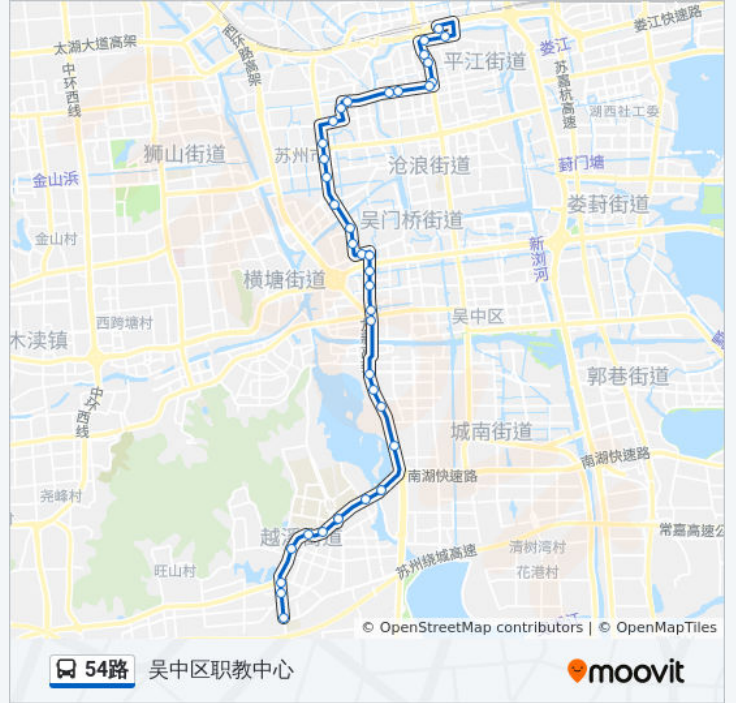 娄江快速路
太湖大道高架
西环路高架
娄江
平江街道
中环西线
苏嘉杭高速
湖西社工委
狮山街道
苏州市
沧浪街道
葑门塘
金山浜
娄葑街道
吴门桥街道
金山村
新浏河
横塘街道
西跨塘村
吴中区
木渎镇
郭巷街道
中环西线
城南街道
南湖快速路
南湖快速路
尧峰村
越溪街道
常嘉高速公
清树湾村
苏州绕城高速
旺山村
花港村
© OpenStreetMap contributors | © OpenMapTiles
54路 吴中区职教中心
moovit